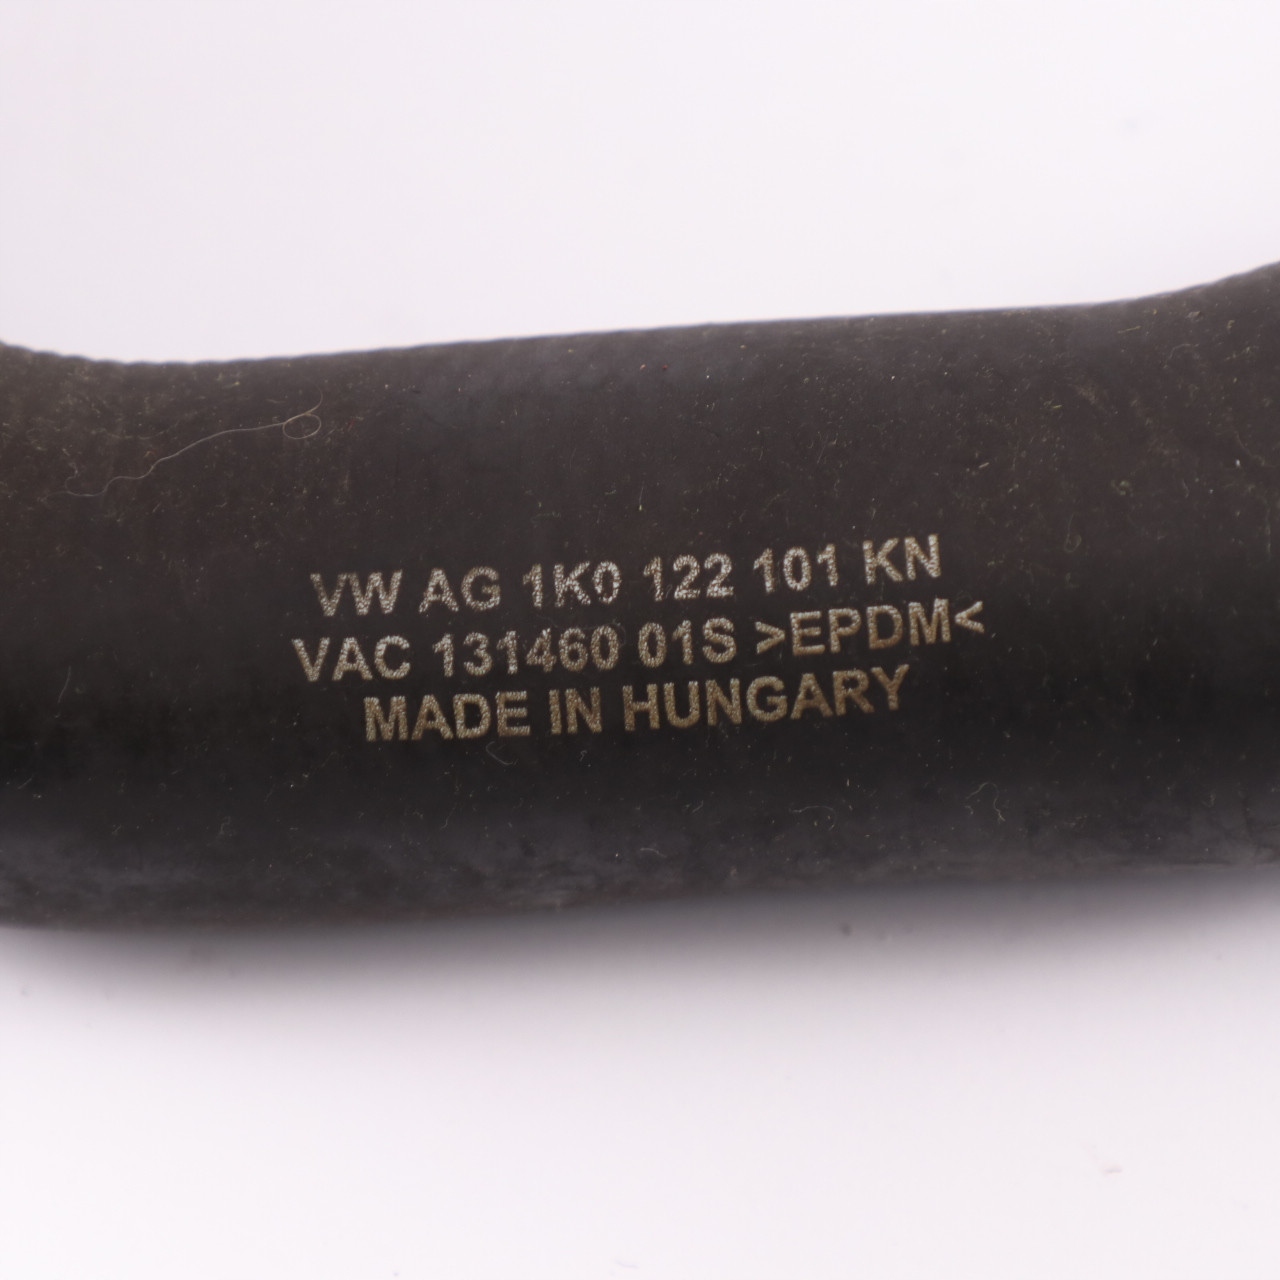 VW AG 1K0 122 101 KN
VAC 131460 01S >EPDM<
MADE IN HUNGARY